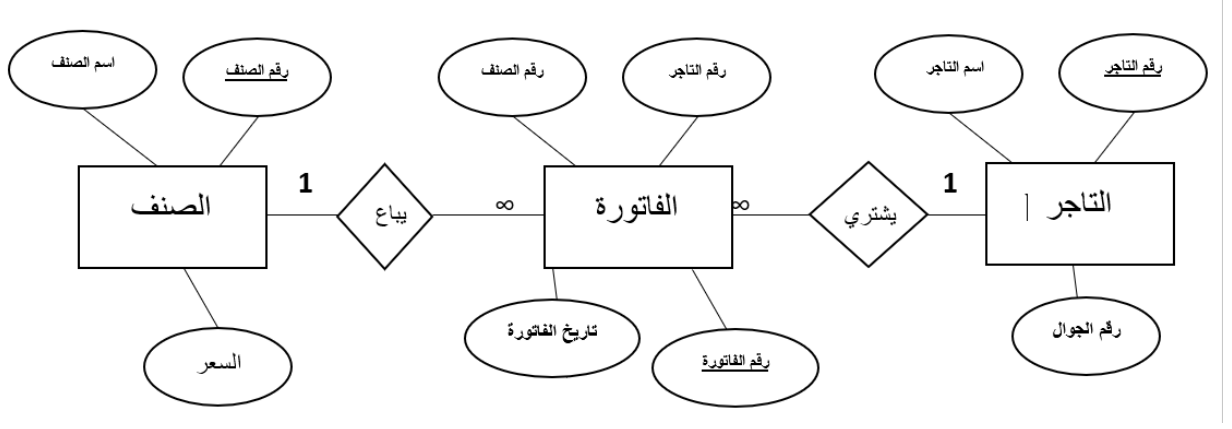 رقم التاجر
اسم التاجر
رقم التاجر
رقم الصنف
رقم الصنف
اسم الصنف
التاجر
1
يشتري
∞
الفاتورة
∞
يباع
1
الصنف
رقم الجوال
تاريخ الفاتورة
رقم الفاتورة
السعر